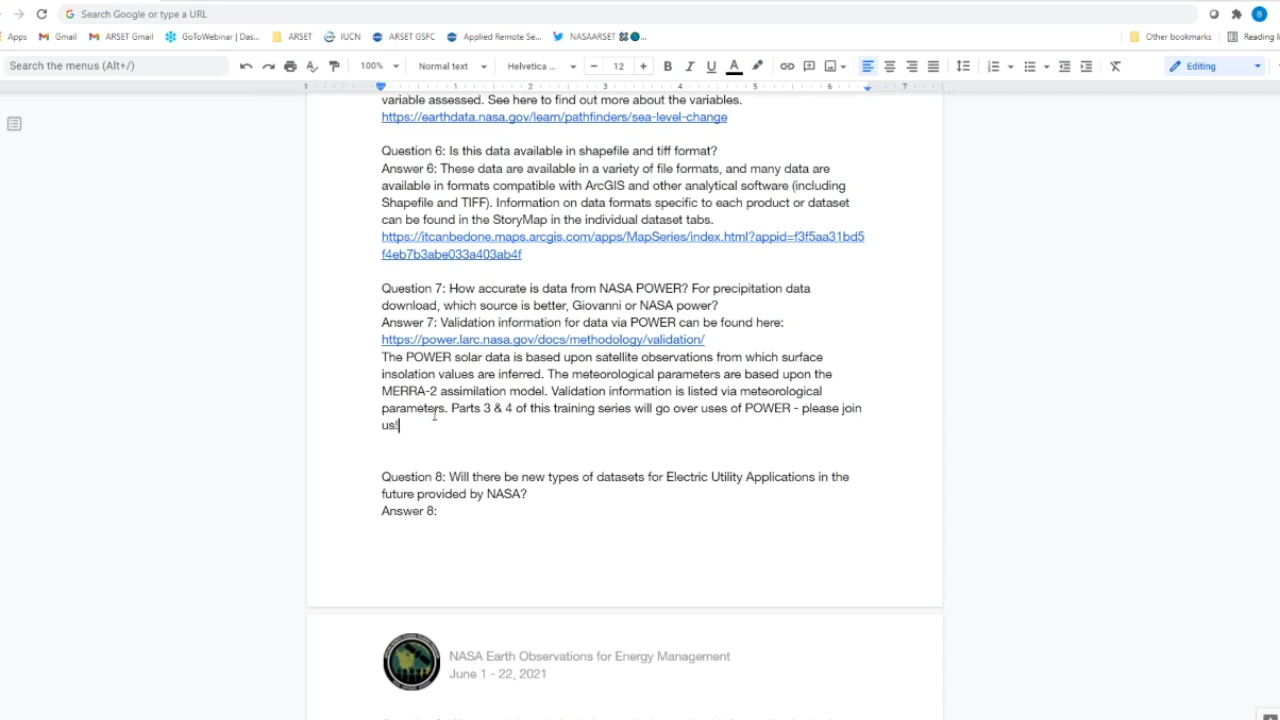 Search Google or type a URL
B
Apps
Gmail
ARSET Gmail
GoToWebinar | Das...
ARSET
IUCN
ARSET GSFC
Applied Remote Se...
NASAARSET
Other bookmarks
Reading li
Search the menus (Alt+/)
100%
Normal text
Helvetica ...
12
B
I
U
A
Editing
1
1
2
3
4
5
6
7
variable assessed. See here to find out more about the variables.
https://earthdata.nasa.gov/learn/pathfinders/sea-level-change
Question 6: Is this data available in shapefile and tiff format?
Answer 6: These data are available in a variety of file formats, and many data are
available in formats compatible with ArcGIS and other analytical software (including
Shapefile and TIFF). Information on data formats specific to each product or dataset
can be found in the StoryMap in the individual dataset tabs.
https://itcanbedone.maps.arcgis.com/apps/MapSeries/index.html?appid=f3f5aa31bd5
f4eb7b3abe033a403ab4f
Question 7: How accurate is data from NASA POWER? For precipitation data
download, which source is better, Giovanni or NASA power?
Answer 7: Validation information for data via POWER can be found here:
https://power.larc.nasa.gov/docs/methodology/validation/
The POWER solar data is based upon satellite observations from which surface
insolation values are inferred. The meteorological parameters are based upon the
MERRA-2 assimilation model. Validation information is listed via meteorological
parameters. Parts 3 & 4 of this training series will go over uses of POWER - please join
us!
Question 8: Will there be new types of datasets for Electric Utility Applications in the
future provided by NASA?
Answer 8:
NASA Earth Observations for Energy Management
June 1 - 22, 2021